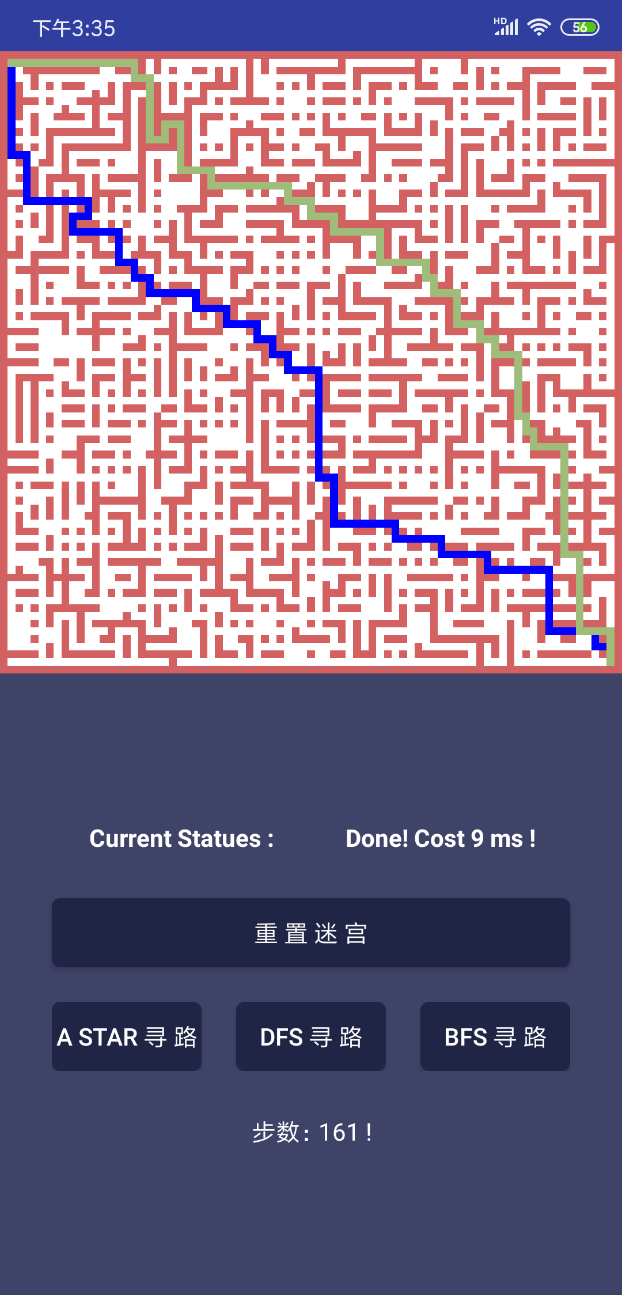 下午3:35
HD
56
Current Statues :
Done! Cost 9 ms !
重 置 迷 宫
A STAR 寻 路
DFS 寻 路
BFS 寻 路
步数: 161 !